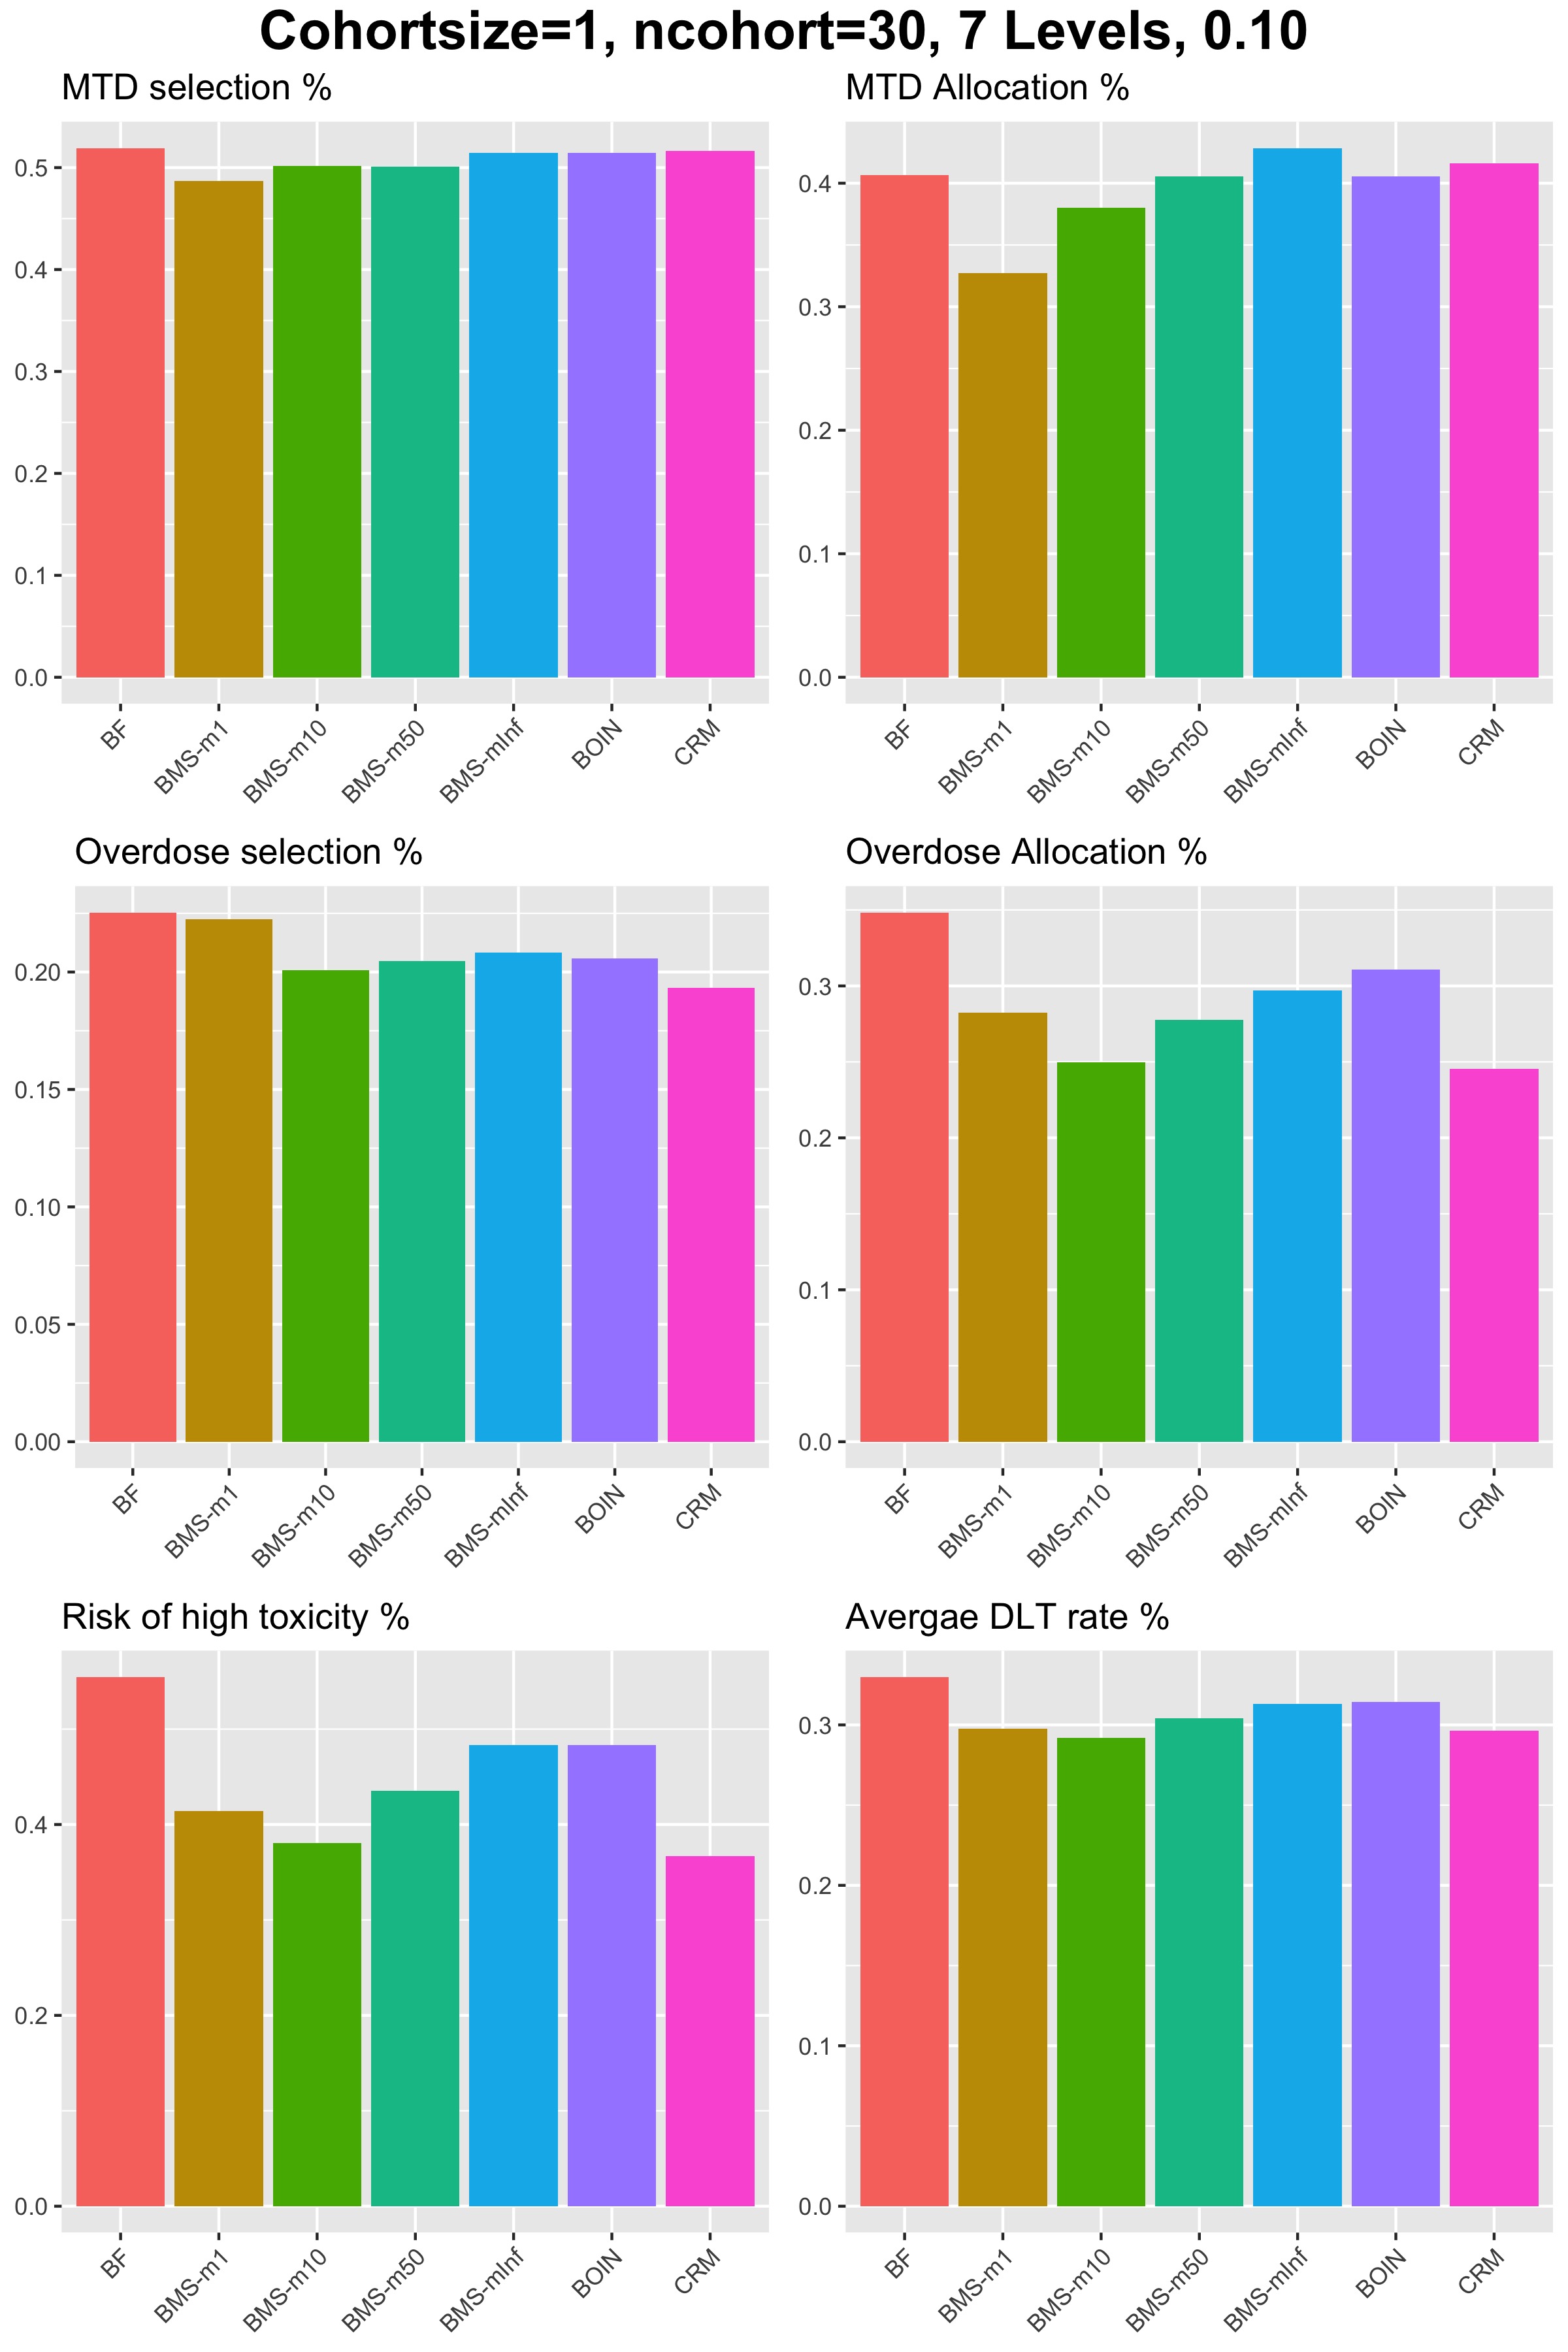 Cohortsize=1, ncohort=30, 7 Levels, 0.10
MTD selection %
0.5
0.4
0.3
0.2
0.1
0.0
BF
BMS-m1
BMS-m10
BMS-m50
BMS-mInf
BOIN
CRM
MTD Allocation %
0.4
0.3
0.2
0.1
0.0
BF
BMS-m1
BMS-m10
BMS-m50
BMS-mInf
BOIN
CRM
Overdose selection %
0.20
0.15
0.10
0.05
0.00
BF
BMS-m1
BMS-m10
BMS-m50
BMS-mInf
BOIN
CRM
Overdose Allocation %
0.3
0.2
0.1
0.0
BF
BMS-m1
BMS-m10
BMS-m50
BMS-mInf
BOIN
CRM
Risk of high toxicity %
0.4
0.2
0.0
BF
BMS-m1
BMS-m10
BMS-m50
BMS-mInf
BOIN
CRM
Avergae DLT rate %
0.3
0.2
0.1
0.0
BF
BMS-m1
BMS-m10
BMS-m50
BMS-mInf
BOIN
CRM